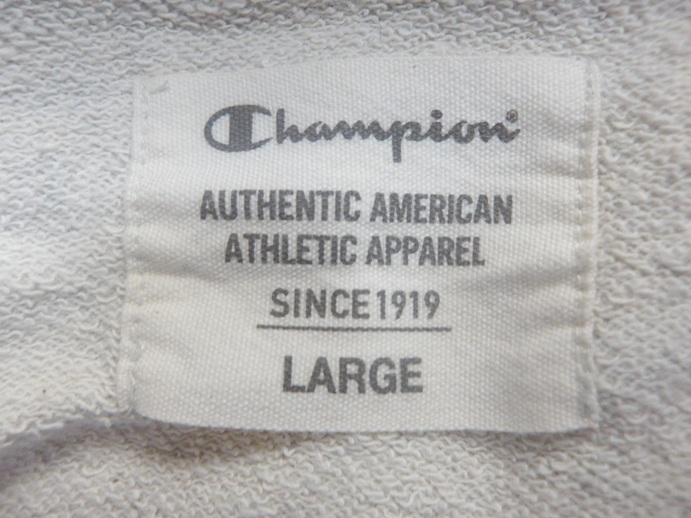 Champion®
AUTHENTIC AMERICAN
ATHLETIC APPAREL
SINCE 1919
LARGE